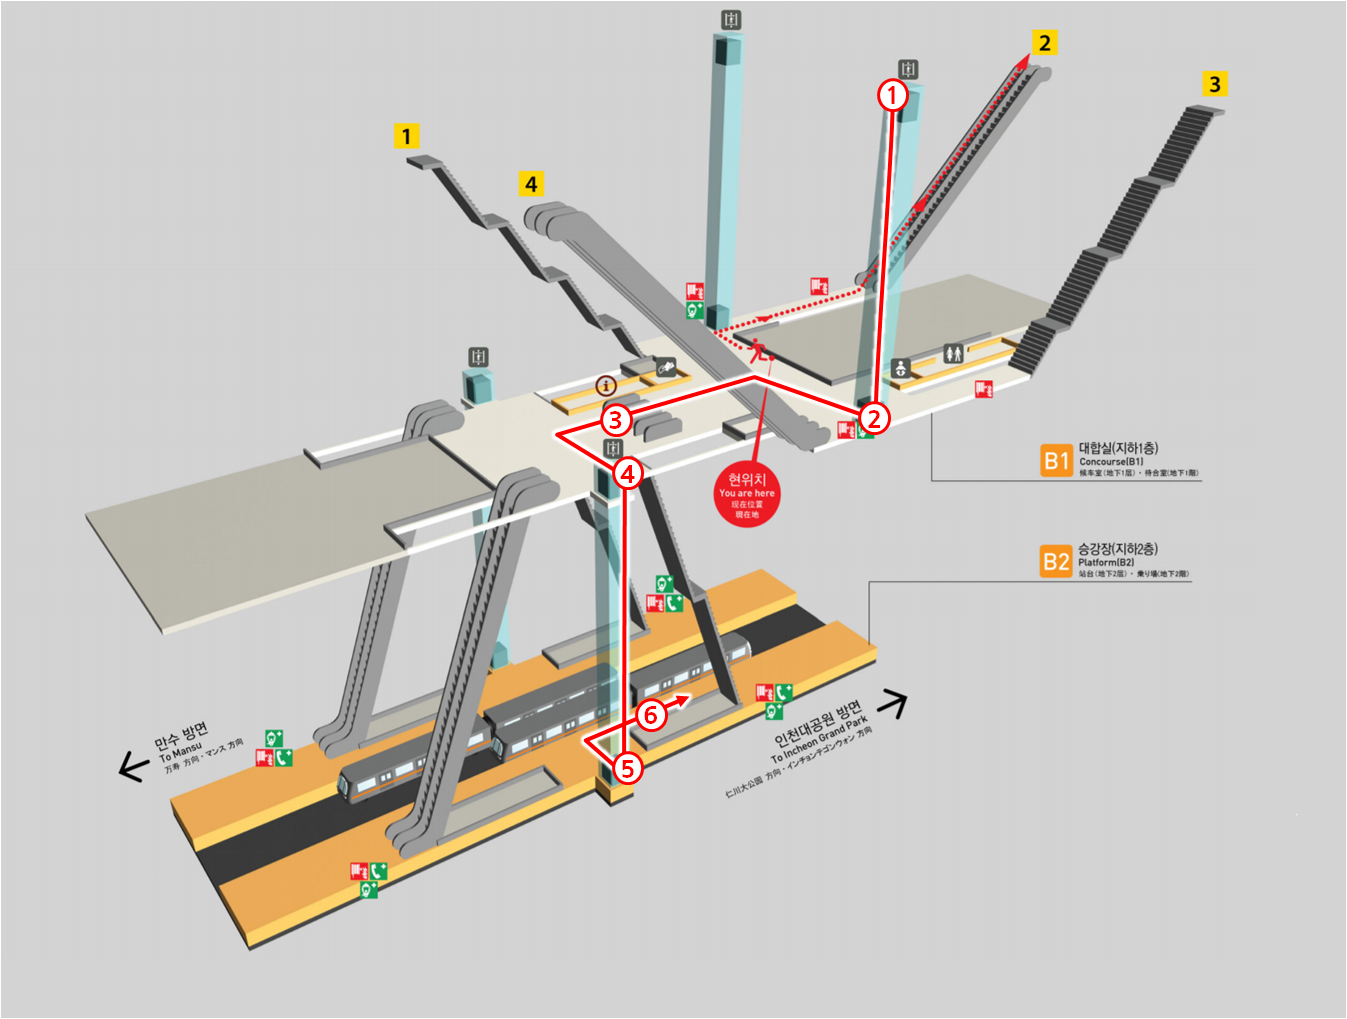 2
1
3
1
4
i
3
2
4
현위치
You are here
现在位置
現在地
B1
대합실(지하1층)
Concourse(B1)
候车室(地下1层)・待合室(地下1階)
B2
승강장(지하2층)
Platform(B2)
站台(地下2层)・乗り場(地下2階)
6
5
만수 방면
To Mansu
万寿 方向・マンス 方向
인천대공원 방면
To Incheon Grand Park
仁川大公园 方向・インチョンテゴンウォン 方向